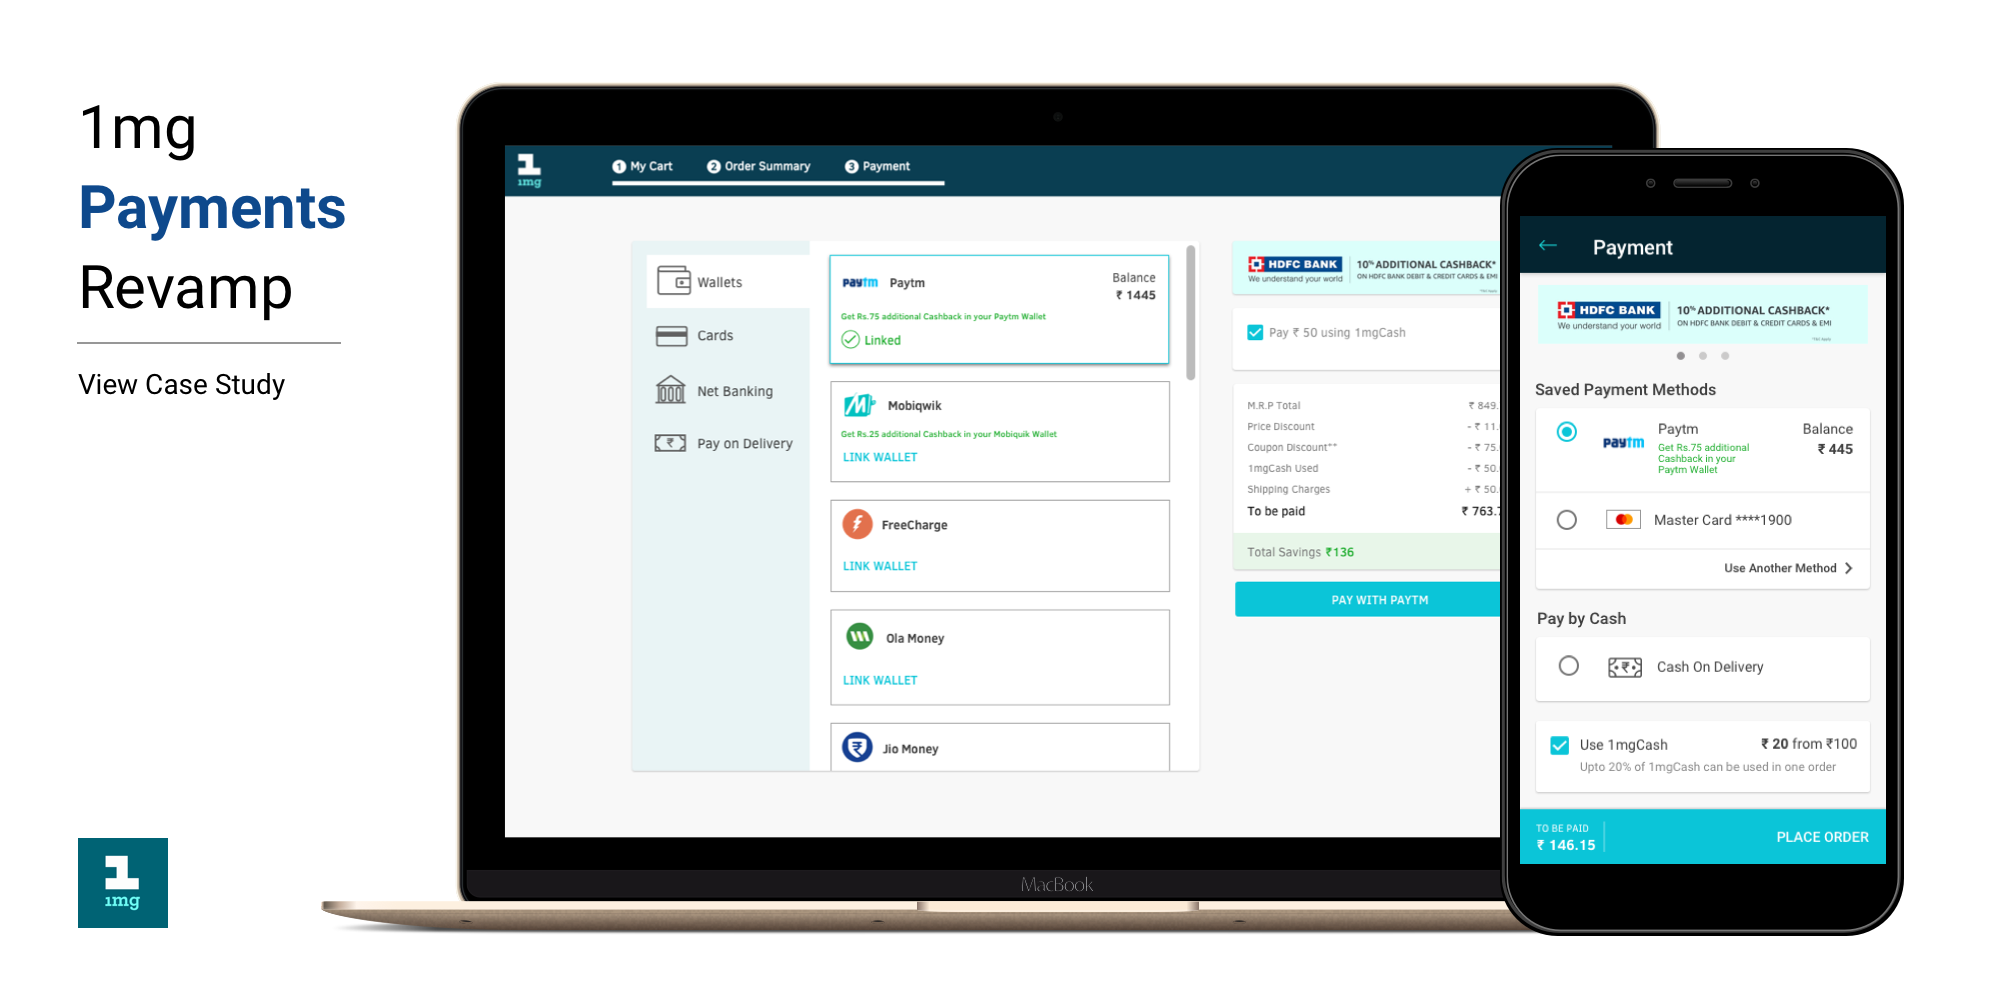 1mg
Payments
Revamp
View Case Study
1mg
1mg
1 My Cart
2 Order Summary
3 Payment
Wallets
Cards
Net Banking
Pay on Delivery
paytm Paytm
Balance
₹ 1445
Get Rs.75 additional Cashback in your Paytm Wallet
Linked
Mobiqwik
Get Rs.25 additional Cashback in your Mobiquik Wallet
LINK WALLET
FreeCharge
LINK WALLET
Ola Money
LINK WALLET
Jio Money
HDFC BANK
We understand your world
10% ADDITIONAL CASHBACK*
ON HDFC BANK DEBIT & CREDIT CARDS & EMI
Pay ₹ 50 using 1mgCash
M.R.P Total ₹ 849.
Price Discount - ₹ 11.
Coupon Discount** - ₹ 75.
1mgCash Used - ₹ 50.
Shipping Charges + ₹ 50.
To be paid ₹ 763.
Total Savings ₹136
PAY WITH PAYTM
MacBook
Payment
HDFC BANK
We understand your world
10% ADDITIONAL CASHBACK*
ON HDFC BANK DEBIT & CREDIT CARDS & EMI
Saved Payment Methods
paytm
Paytm
Get Rs.75 additional
Cashback in your
Paytm Wallet
Balance
₹ 445
Master Card ****1900
Use Another Method
Pay by Cash
Cash On Delivery
Use 1mgCash ₹ 20 from ₹100
Upto 20% of 1mgCash can be used in one order
TO BE PAID
₹ 146.15
PLACE ORDER